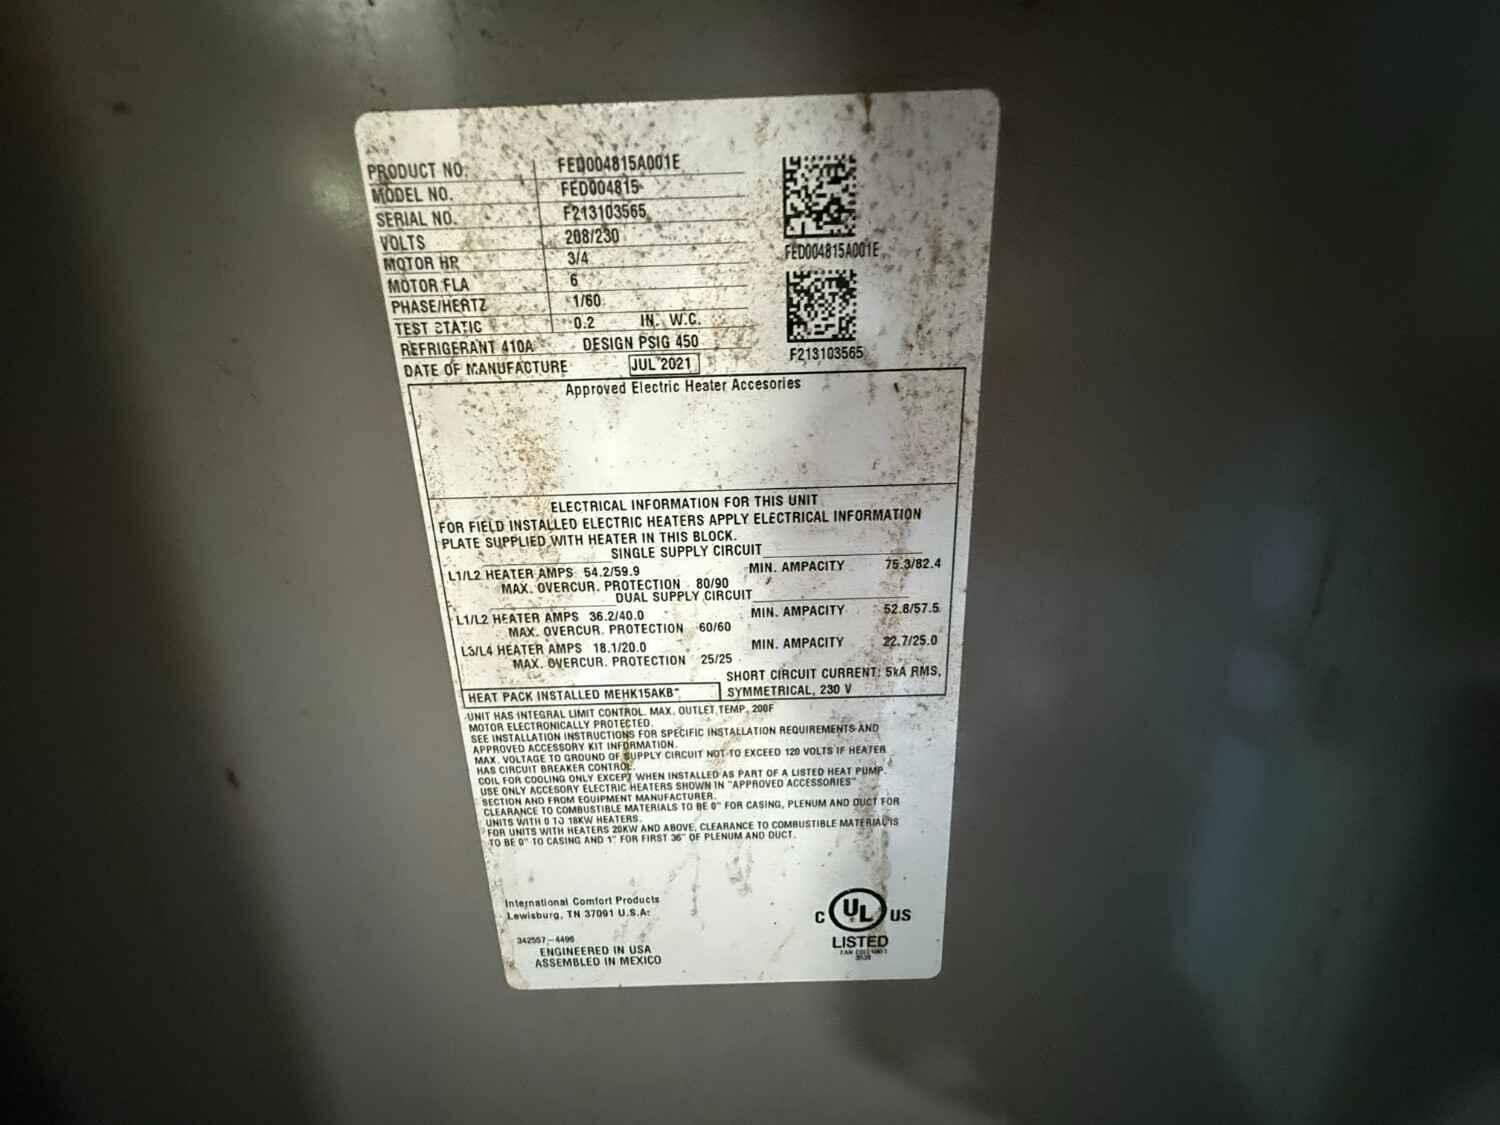 PRODUCT NO. FED004815A001E
MODEL NO. FED004815
SERIAL NO. F213103565
VOLTS 208/230
MOTOR HP 3/4
MOTOR FLA 6
PHASE/HERTZ 1/60
TEST STATIC 0.2 IN. W.C.
REFRIGERANT 410A DESIGN PSIG 450
DATE OF MANUFACTURE JUL 2021
FED004815A001E
F213103565
Approved Electric Heater Accesories
ELECTRICAL INFORMATION FOR THIS UNIT
FOR FIELD INSTALLED ELECTRIC HEATERS APPLY ELECTRICAL INFORMATION
PLATE SUPPLIED WITH HEATER IN THIS BLOCK.
SINGLE SUPPLY CIRCUIT
L1/L2 HEATER AMPS 54.2/59.9 MIN. AMPACITY 75.3/82.4
MAX. OVERCUR. PROTECTION 80/90
DUAL SUPPLY CIRCUIT
L1/L2 HEATER AMPS 36.2/40.0 MIN. AMPACITY 52.8/57.5
MAX. OVERCUR. PROTECTION 60/60
L3/L4 HEATER AMPS 18.1/20.0 MIN. AMPACITY 22.7/25.0
MAX. OVERCUR. PROTECTION 25/25
SHORT CIRCUIT CURRENT: 5kA RMS,
SYMMETRICAL, 230 V
HEAT PACK INSTALLED MEHK15AKB*
UNIT HAS INTEGRAL LIMIT CONTROL. MAX. OUTLET TEMP. 200F
MOTOR ELECTRONICALLY PROTECTED.
SEE INSTALLATION INSTRUCTIONS FOR SPECIFIC INSTALLATION REQUIREMENTS AND
APPROVED ACCESSORY KIT INFORMATION.
MAX. VOLTAGE TO GROUND OF SUPPLY CIRCUIT NOT TO EXCEED 120 VOLTS IF HEATER
HAS CIRCUIT BREAKER CONTROL.
COIL FOR COOLING ONLY EXCEPT WHEN INSTALLED AS PART OF A LISTED HEAT PUMP.
USE ONLY ACCESORY ELECTRIC HEATERS SHOWN IN "APPROVED ACCESSORIES"
SECTION AND FROM EQUIPMENT MANUFACTURER.
CLEARANCE TO COMBUSTIBLE MATERIALS TO BE 0" FOR CASING, PLENUM AND DUCT FOR
UNITS WITH 0 TO 18KW HEATERS.
FOR UNITS WITH HEATERS 20KW AND ABOVE, CLEARANCE TO COMBUSTIBLE MATERIAL IS
TO BE 0" TO CASING AND 1" FOR FIRST 36" OF PLENUM AND DUCT.
International Comfort Products
Lewisburg, TN 37091 U.S.A.
342557-4496
ENGINEERED IN USA
ASSEMBLED IN MEXICO
C UL US
LISTED